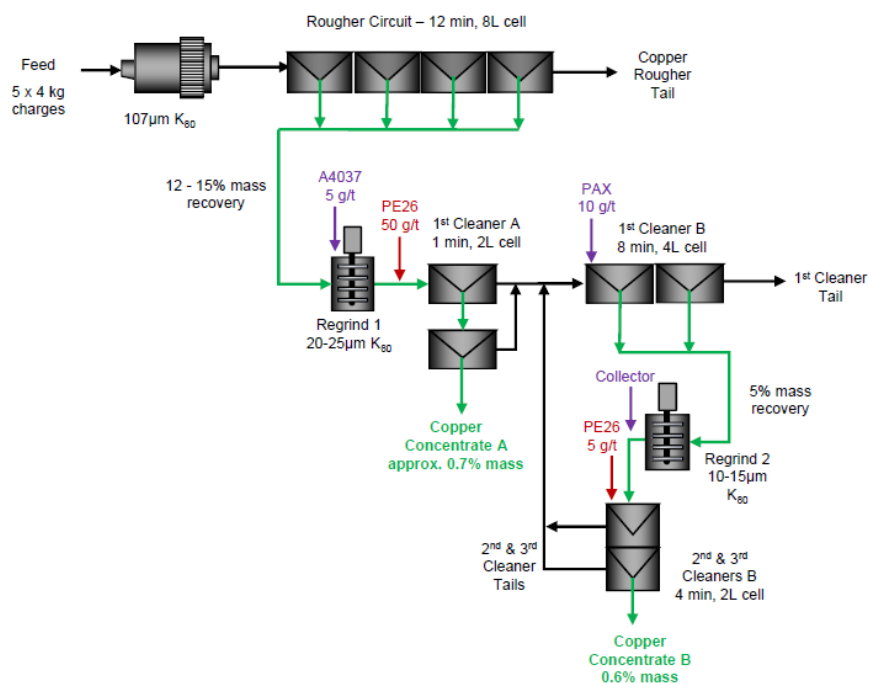 Rougher Circuit – 12 min, 8L cell
Feed
5 x 4 kg
charges
107µm K80
Copper
Rougher
Tail
12 - 15% mass
recovery
A4037
5 g/t
PE26
50 g/t
1st Cleaner A
1 min, 2L cell
PAX
10 g/t
1st Cleaner B
8 min, 4L cell
1st Cleaner
Tail
Regrind 1
20-25µm K80
Copper
Concentrate A
approx. 0.7% mass
Collector
PE26
5 g/t
5% mass
recovery
Regrind 2
10-15µm
K80
2nd & 3rd
Cleaner
Tails
2nd & 3rd
Cleaners B
4 min, 2L cell
Copper
Concentrate B
0.6% mass